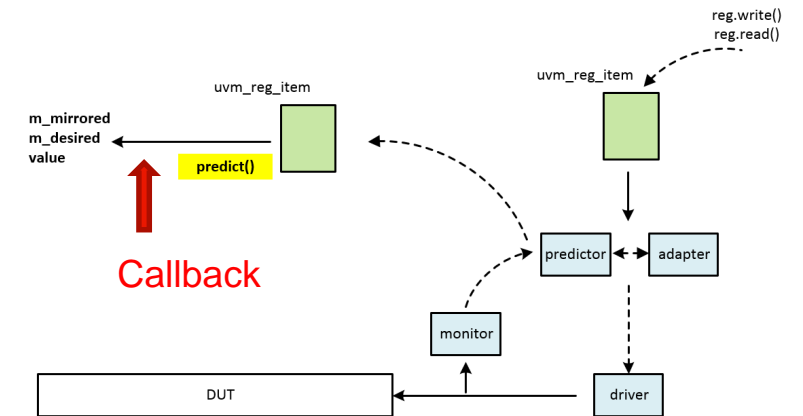 reg.write()
reg.read()
uvm_reg_item
uvm_reg_item
m_mirrored
m_desired
value
predict()
Callback
predictor
adapter
monitor
DUT
driver